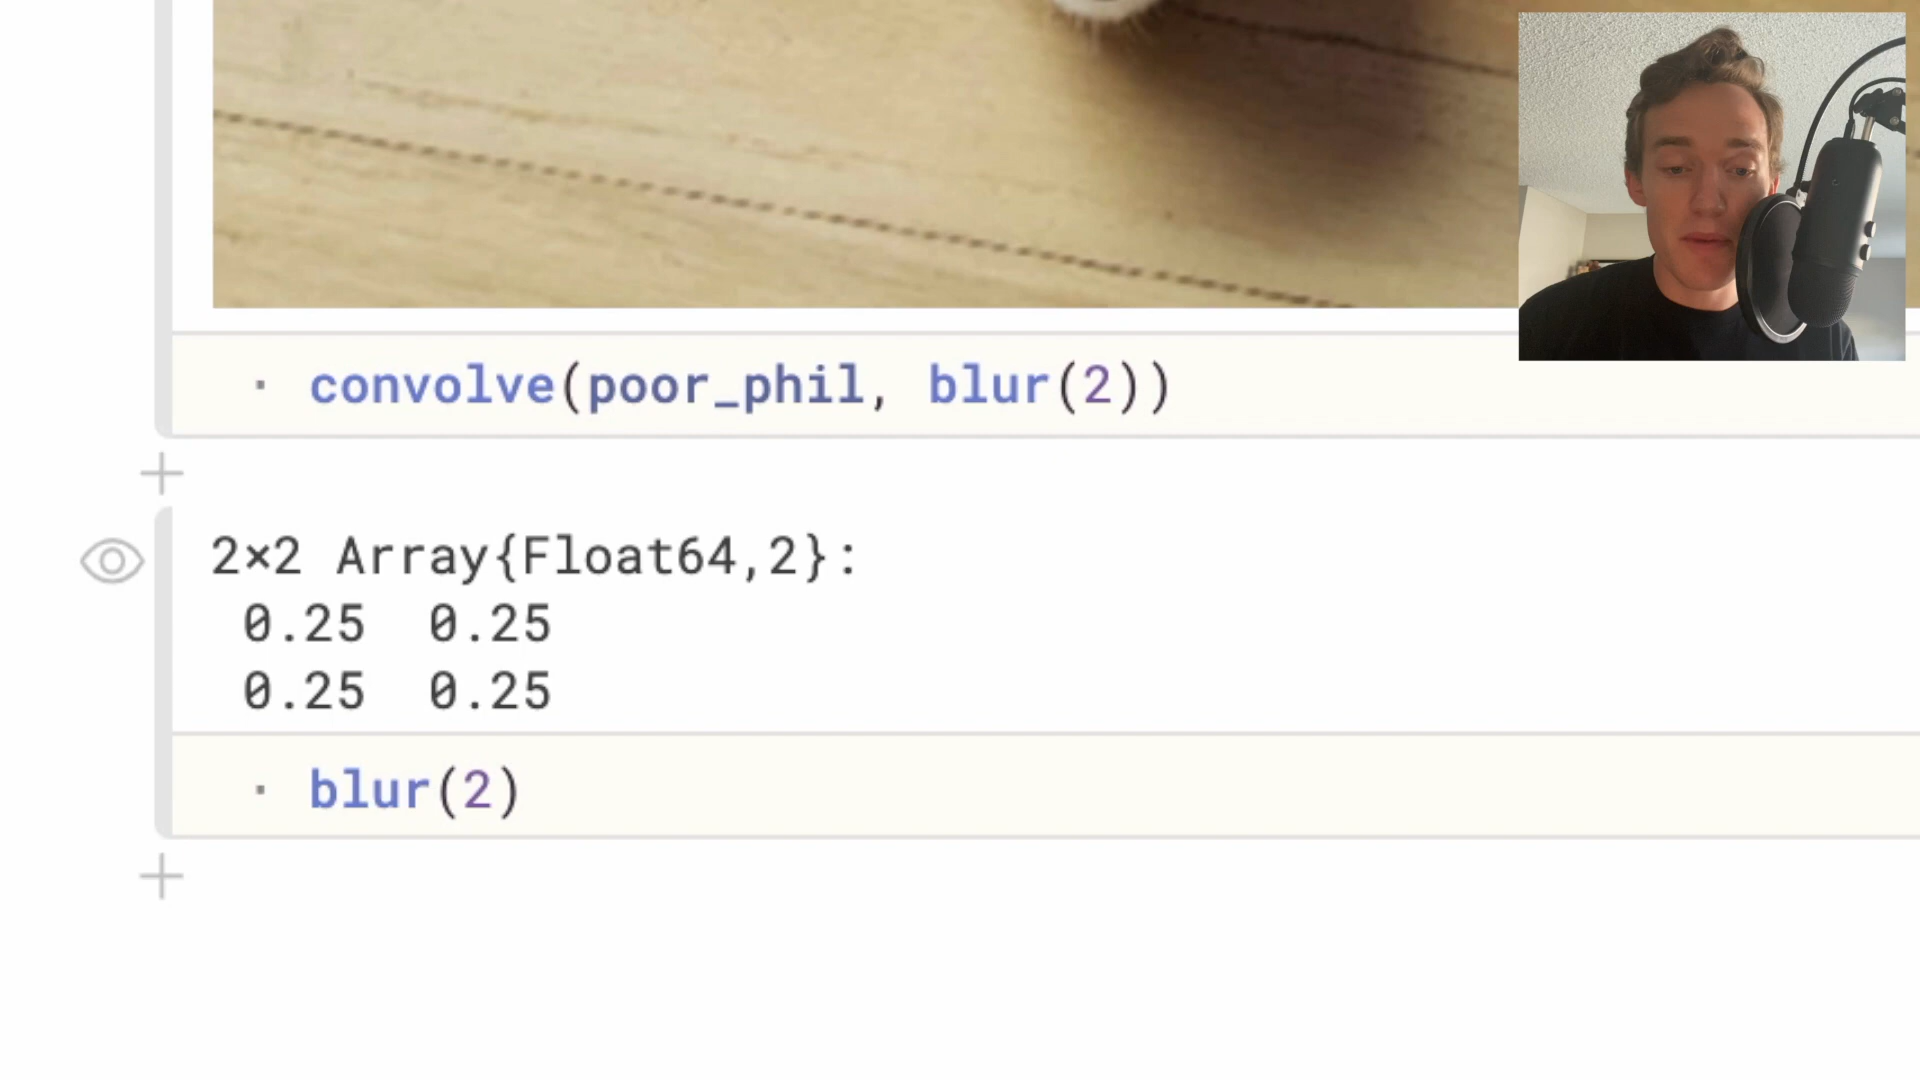 convolve(poor_phil, blur(2))
2×2 Array{Float64,2}:
0.25 0.25
0.25 0.25
blur(2)